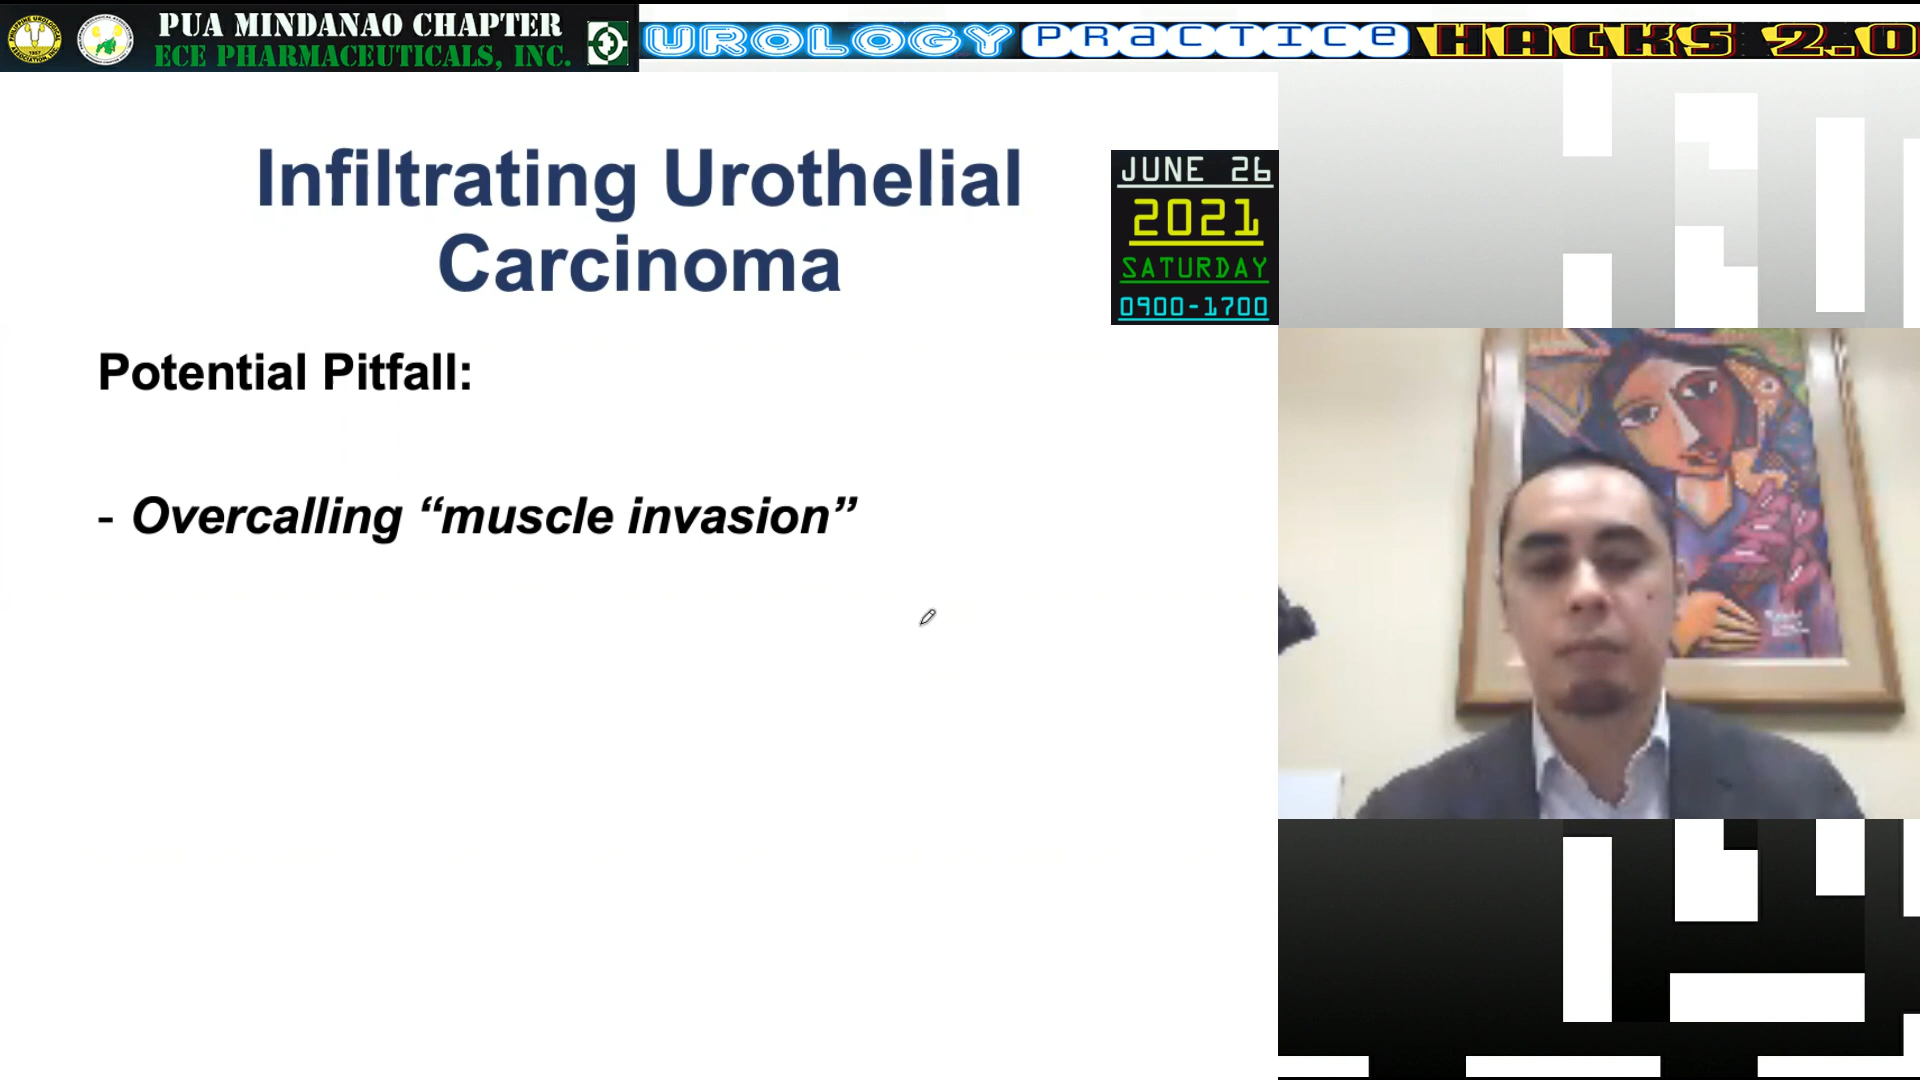 PUA MINDANAO CHAPTER
ECE PHARMACEUTICALS, INC.
UROLOGY PRACTICE HACKS 2.0
Infiltrating Urothelial
Carcinoma
JUNE 26
2021
SATURDAY
0900-1700
Potential Pitfall:
- Overcalling “muscle invasion”